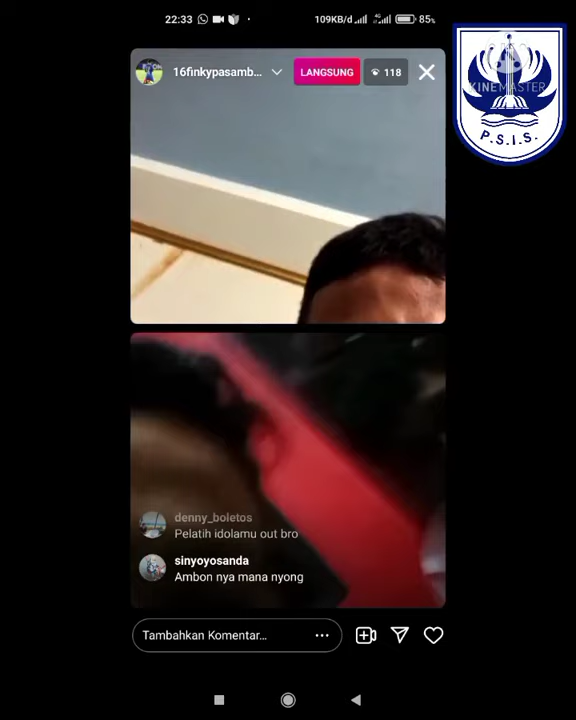 22:33
109KB/d
85%
16finkypasamb...
LANGSUNG
118
KINEMASTER
P.S.I.S.
denny_boletos
Pelatih idolamu out bro
sinyoyosanda
Ambon nya mana nyong
Tambahkan Komentar...